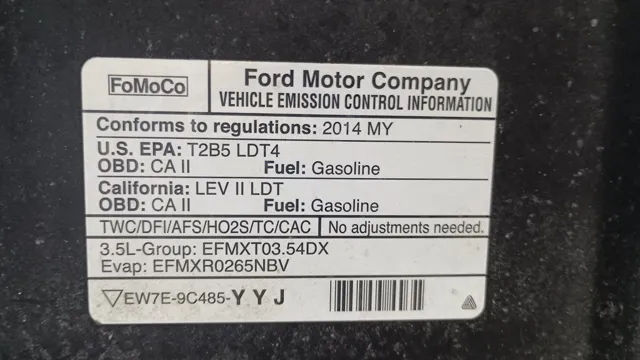 FoMoCo
Ford Motor Company
VEHICLE EMISSION CONTROL INFORMATION
Conforms to regulations: 2014 MY
U.S. EPA: T2B5 LDT4
OBD: CA II Fuel: Gasoline
California: LEV II LDT
OBD: CA II Fuel: Gasoline
TWC/DFI/AFS/HO2S/TC/CAC No adjustments needed.
3.5L-Group: EFMXT03.54DX
Evap: EFMXR0265NBV
EW7E-9C485-Y Y J